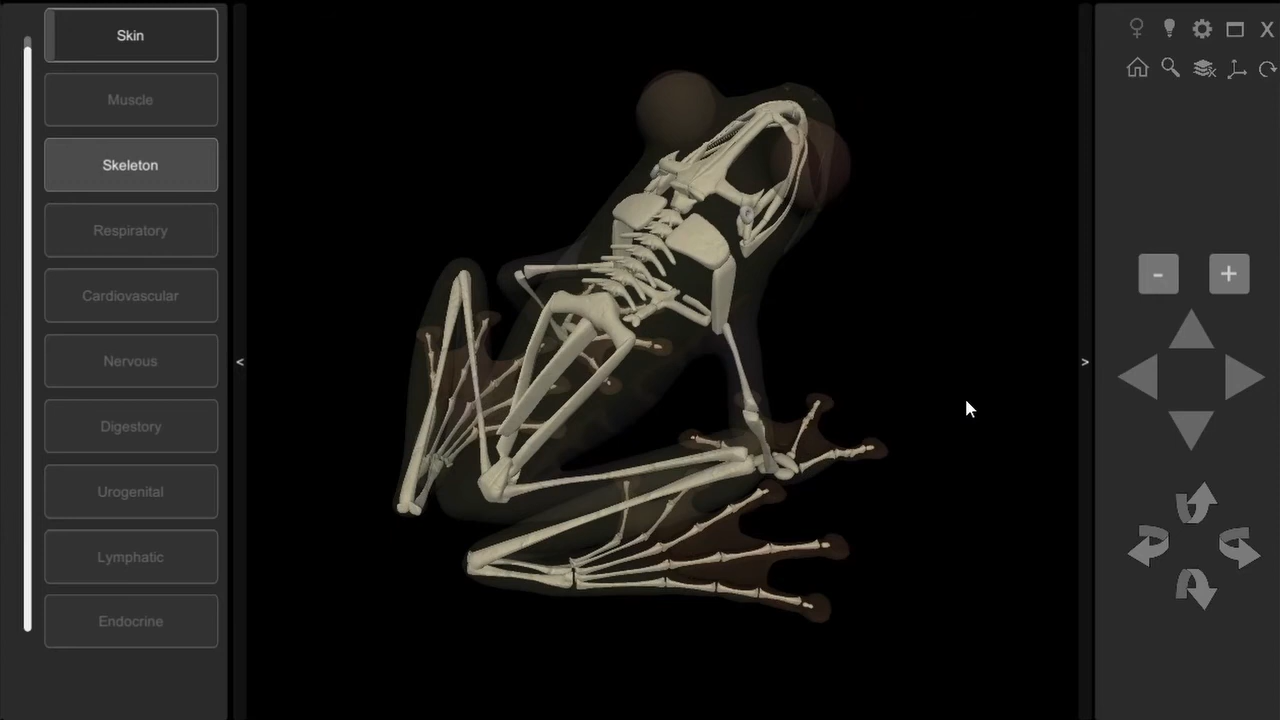 Skin
Muscle
Skeleton
Respiratory
Cardiovascular
Nervous
Digestory
Urogenital
Lymphatic
Endocrine
<
>
X
- +